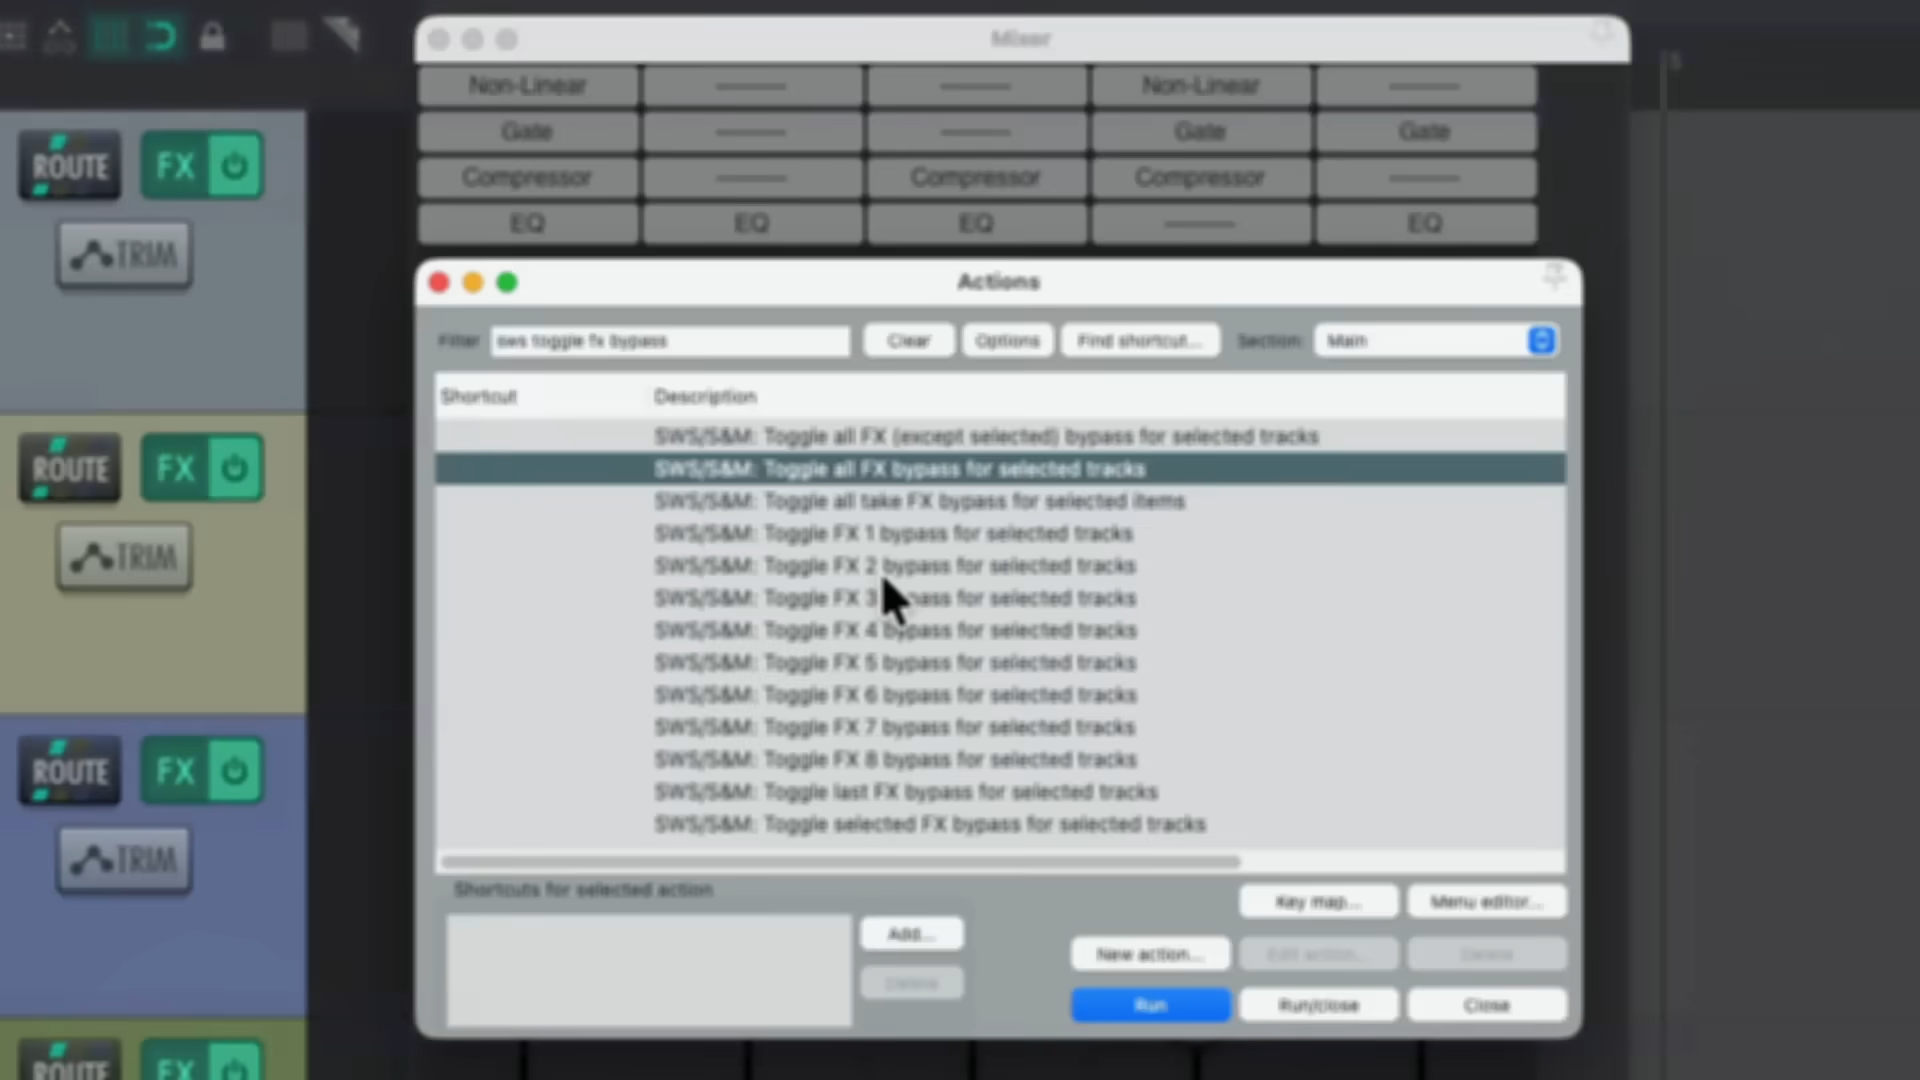 Mixer
Non-Linear Non-Linear
Gate Gate Gate
Compressor Compressor Compressor
EQ EQ EQ EQ
ROUTE FX
TRIM
ROUTE FX
TRIM
ROUTE FX
TRIM
ROUTE FX
Actions
Filter sws toggle fx bypass Clear Options Find shortcut... Section: Main
Shortcut Description
SWS/S&M: Toggle all FX (except selected) bypass for selected tracks
SWS/S&M: Toggle all FX bypass for selected tracks
SWS/S&M: Toggle all take FX bypass for selected items
SWS/S&M: Toggle FX 1 bypass for selected tracks
SWS/S&M: Toggle FX 2 bypass for selected tracks
SWS/S&M: Toggle FX 3 bypass for selected tracks
SWS/S&M: Toggle FX 4 bypass for selected tracks
SWS/S&M: Toggle FX 5 bypass for selected tracks
SWS/S&M: Toggle FX 6 bypass for selected tracks
SWS/S&M: Toggle FX 7 bypass for selected tracks
SWS/S&M: Toggle FX 8 bypass for selected tracks
SWS/S&M: Toggle last FX bypass for selected tracks
SWS/S&M: Toggle selected FX bypass for selected tracks
Shortcuts for selected action
Add...
Delete
Key map... Menu editor...
New action... Edit action... Delete
Run Run/close Close